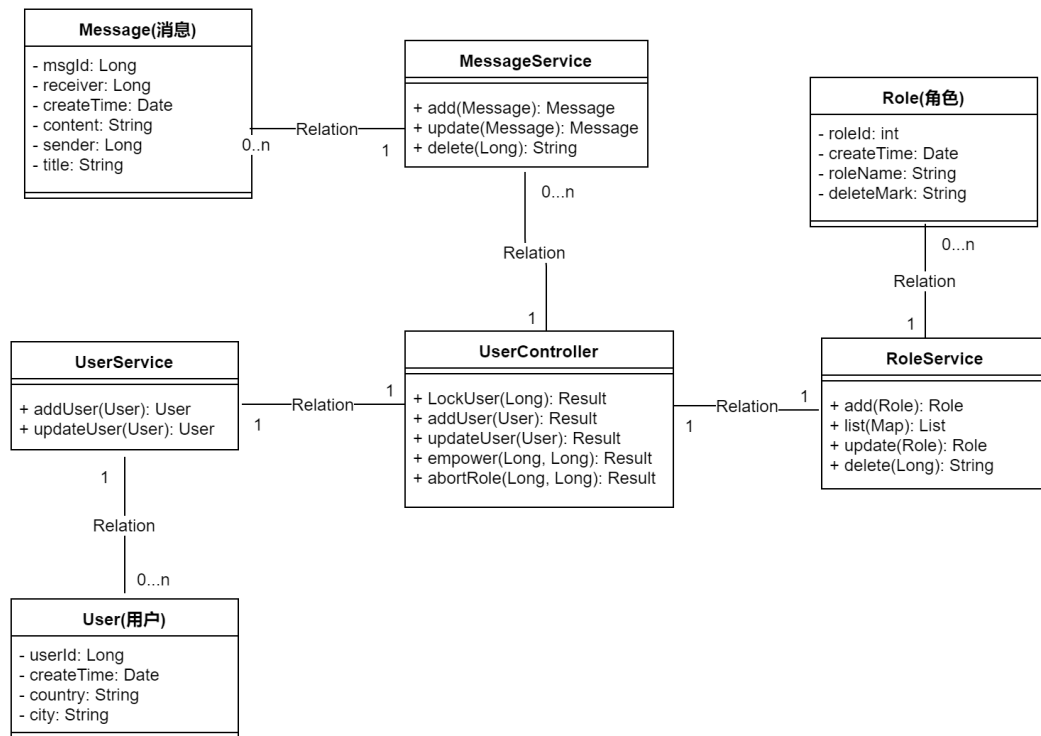 Message(消息)
- msgId: Long
- receiver: Long
- createTime: Date
- content: String
- sender: Long
- title: String
0..n
Relation
1
MessageService
+ add(Message): Message
+ update(Message): Message
+ delete(Long): String
0...n
Relation
1
Role(角色)
- roleId: int
- createTime: Date
- roleName: String
- deleteMark: String
0...n
Relation
1
UserService
+ addUser(User): User
+ updateUser(User): User
1
Relation
1
UserController
+ LockUser(Long): Result
+ addUser(User): Result
+ updateUser(User): Result
+ empower(Long, Long): Result
+ abortRole(Long, Long): Result
1
Relation
1
RoleService
+ add(Role): Role
+ list(Map): List
+ update(Role): Role
+ delete(Long): String
1
Relation
0...n
User(用户)
- userId: Long
- createTime: Date
- country: String
- city: String